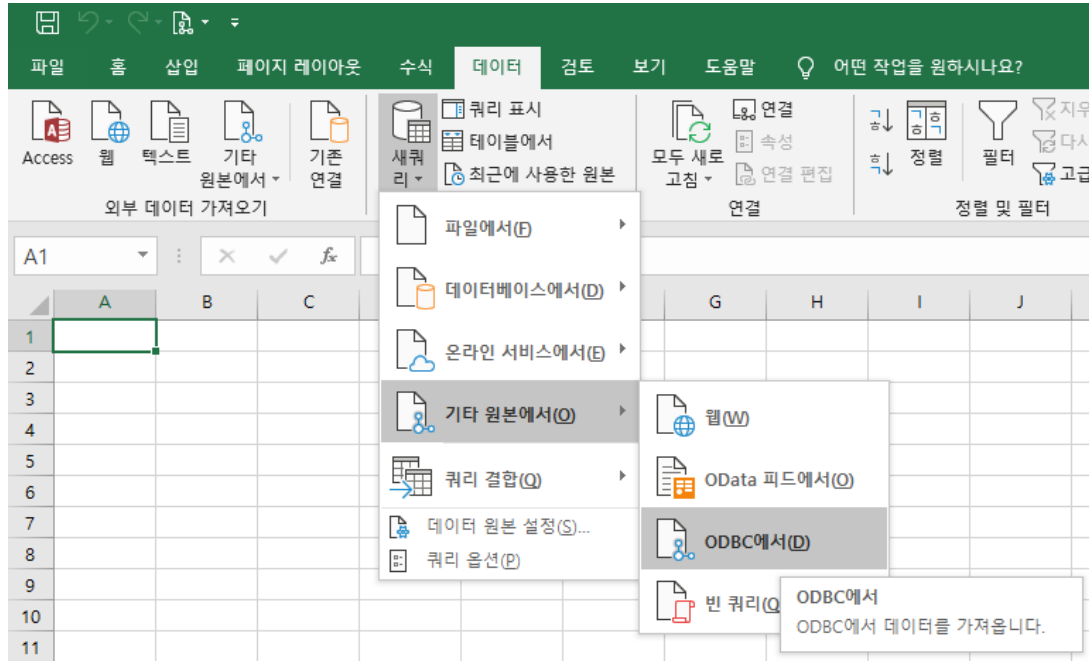 파일 홈 삽입 페이지 레이아웃 수식 데이터 검토 보기 도움말 어떤 작업을 원하시나요?
Access 웹 텍스트 기타 원본에서 기존 연결
외부 데이터 가져오기
새쿼리
쿼리 표시
테이블에서
최근에 사용한 원본
모두 새로 고침
연결
속성
연결 편집
연결
정렬
필터
고급
정렬 및 필터
A1
fx
A B C G H I J
1
2
3
4
5
6
7
8
9
10
11
파일에서(F)
데이터베이스에서(D)
온라인 서비스에서(E)
기타 원본에서(O)
쿼리 결합(Q)
데이터 원본 설정(S)...
쿼리 옵션(P)
웹(W)
OData 피드에서(O)
ODBC에서(D)
빈 쿼리(Q
ODBC에서
ODBC에서 데이터를 가져옵니다.